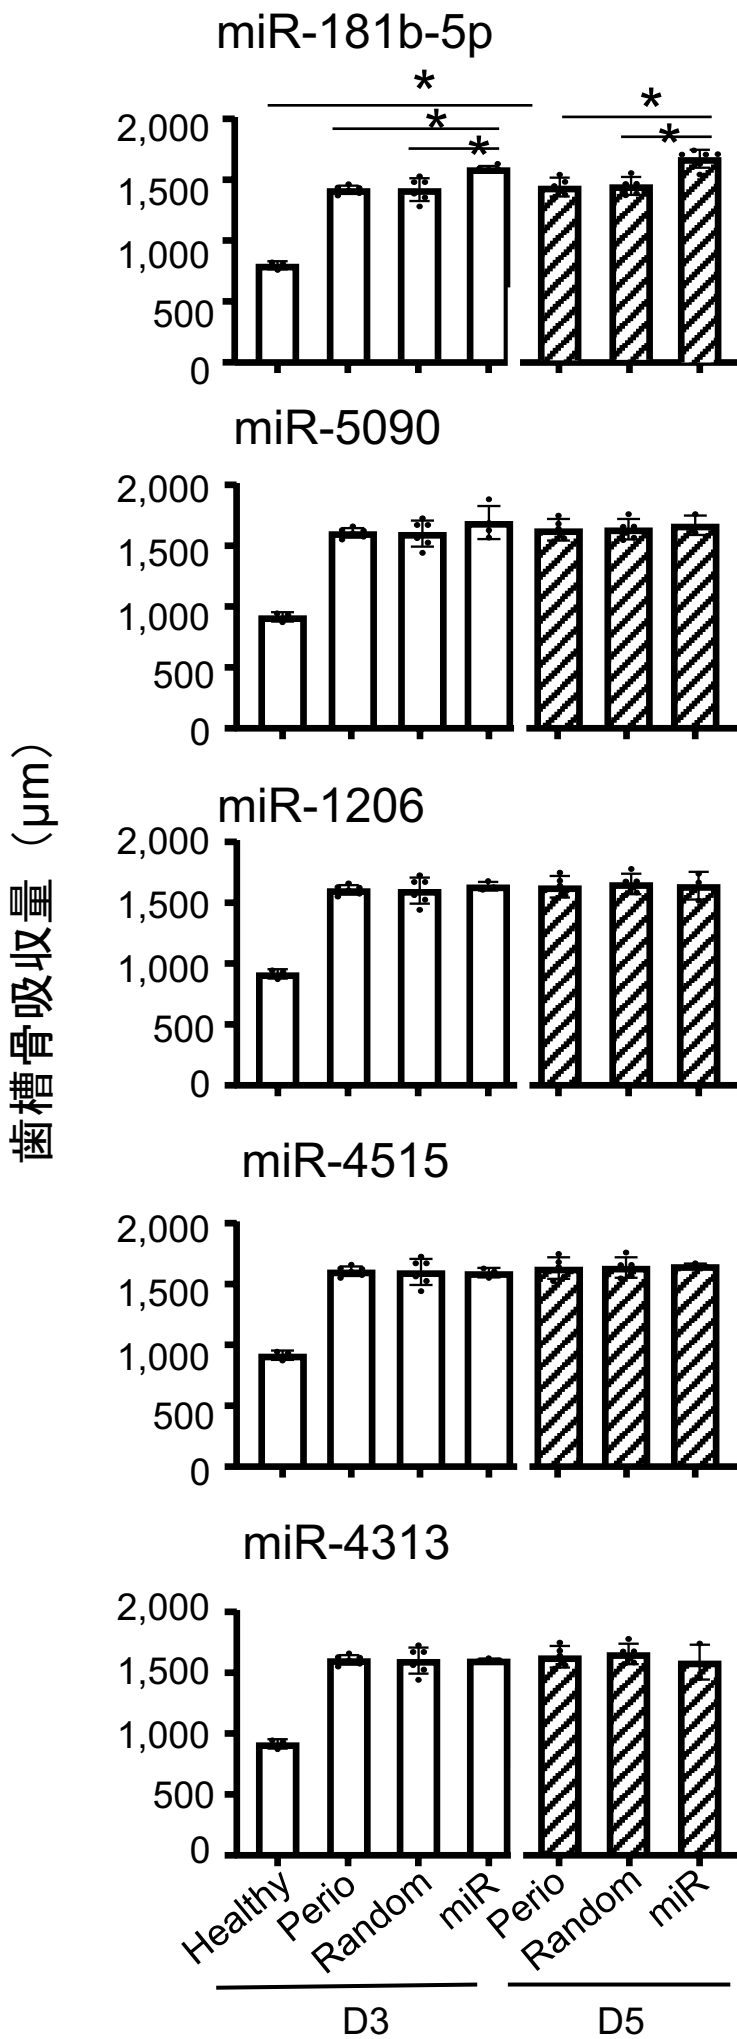 miR-181b-5p
*
*
*
*
*
2,000
1,500
1,000
500
0
miR-5090
2,000
1,500
1,000
500
0
歯槽骨吸収量（μm）
miR-1206
2,000
1,500
1,000
500
0
miR-4515
2,000
1,500
1,000
500
0
miR-4313
2,000
1,500
1,000
500
0
Healthy
Perio
Random
miR
Perio
Random
miR
D3
D5